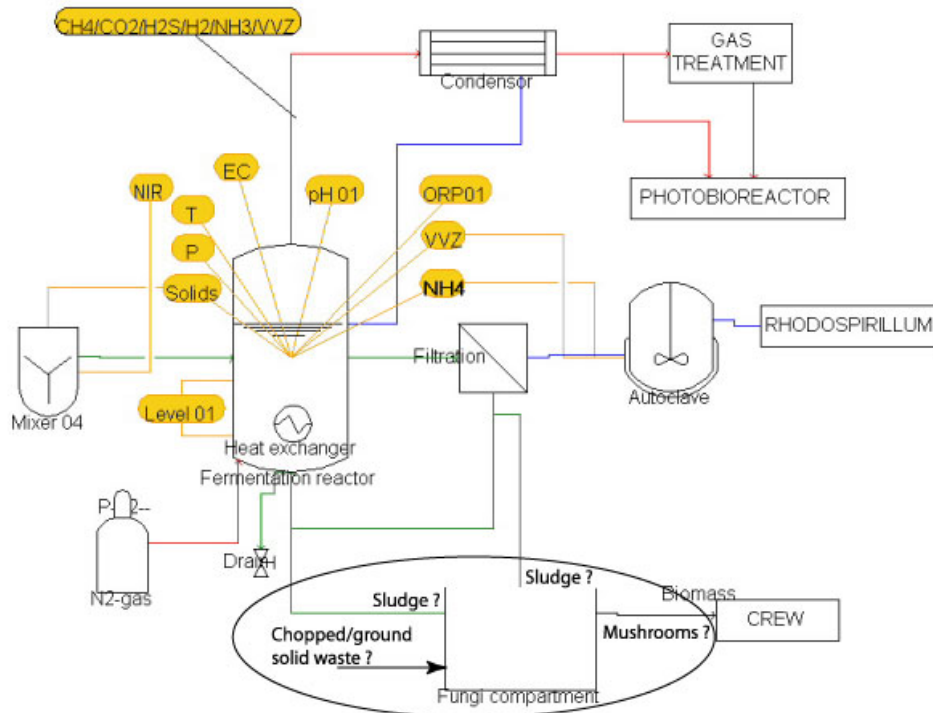 CH4/CO2/H2S/H2/NH3/VVZ
GAS
TREATMENT
Condensor
EC
NIR
pH 01
ORP01
PHOTOBIOREACTOR
T
VVZ
P
Solids
NH4
RHODOSPIRILLUM
Filtration
Mixer 04
Level 01
Autoclave
Heat exchanger
Fermentation reactor
N2-gas
Drain
Sludge ?
Biomass
Sludge ?
CREW
Mushrooms ?
Chopped/ground
solid waste ?
Fungi compartment